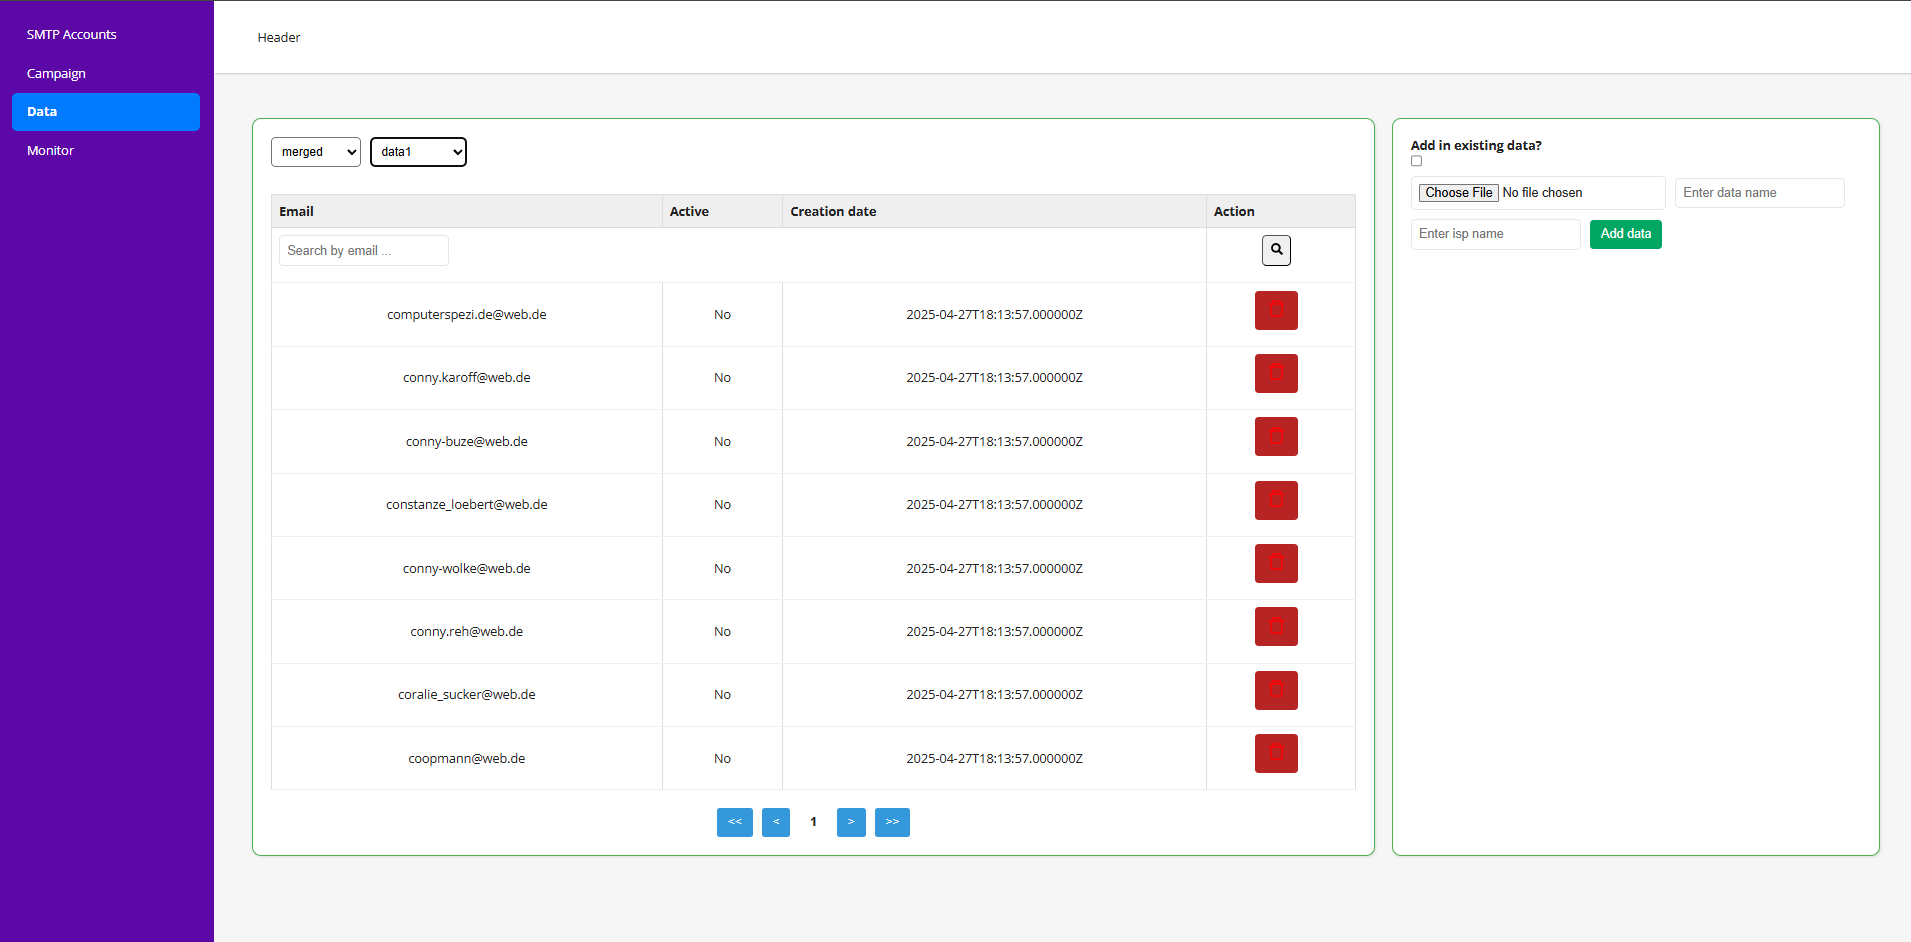 SMTP Accounts
Campaign
Data
Monitor
Header
merged data1
Email Active Creation date Action
Search by email ...
computerspezi.de@web.de No 2025-04-27T18:13:57.000000Z
conny.karoff@web.de No 2025-04-27T18:13:57.000000Z
conny-buze@web.de No 2025-04-27T18:13:57.000000Z
constanze_loebert@web.de No 2025-04-27T18:13:57.000000Z
conny-wolke@web.de No 2025-04-27T18:13:57.000000Z
conny.reh@web.de No 2025-04-27T18:13:57.000000Z
coralie_sucker@web.de No 2025-04-27T18:13:57.000000Z
coopmann@web.de No 2025-04-27T18:13:57.000000Z
<< < 1 > >>
Add in existing data?
Choose File No file chosen Enter data name
Enter isp name Add data